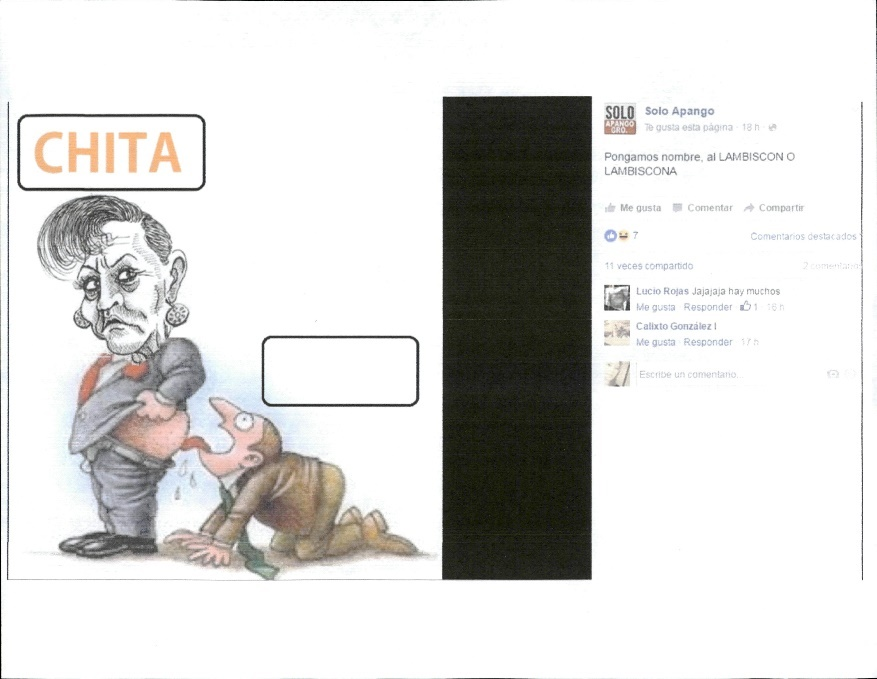 CHITA
SOLO
APANGO
GRO.
Solo Apango
Te gusta esta página · 18 h ·
Pongamos nombre, al LAMBISCON O
LAMBISCONA
Me gusta Comentar Compartir
7 Comentarios destacados
11 veces compartido 2 comentarios
Lucio Rojas Jajajaja hay muchos
Me gusta · Responder · 1 · 16 h
Calixto González I
Me gusta · Responder · 17 h
Escribe un comentario...